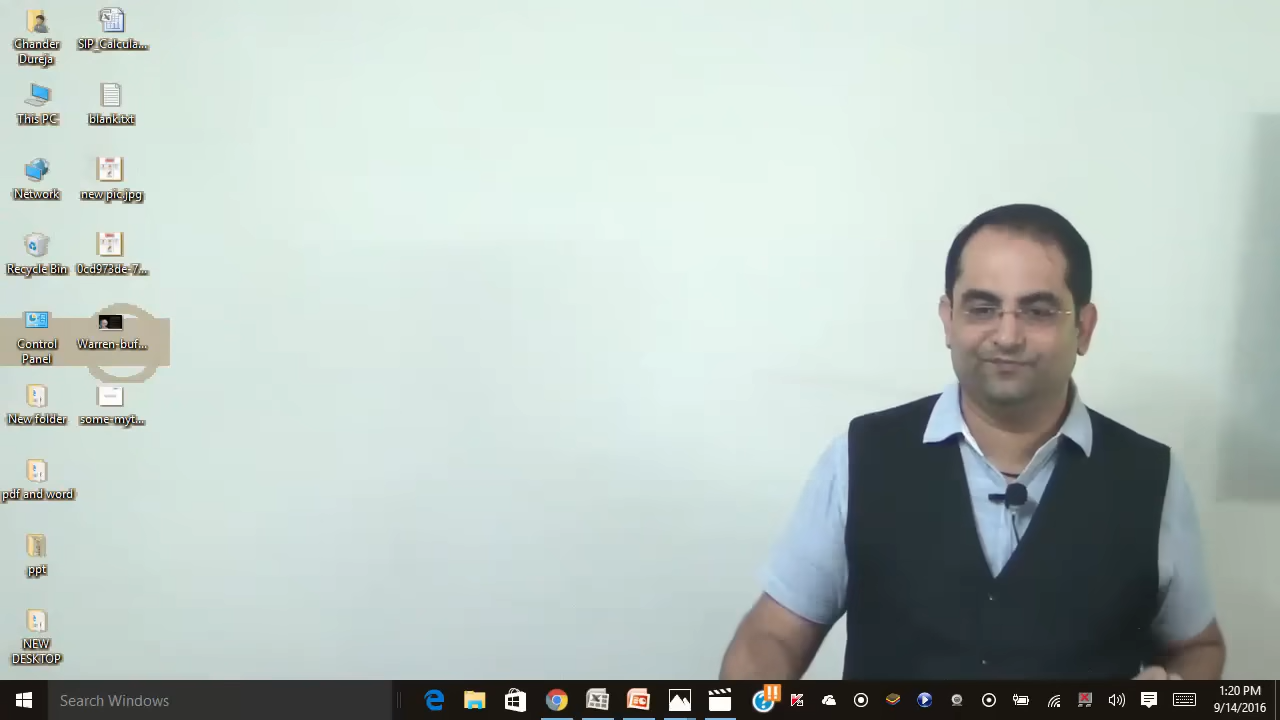 Chander
Dureja
SIP_Calcula...
This PC
blank.txt
Network
new pic.jpg
Recycle Bin
0cd973de-7...
Control
Panel
Warren-buf...
New folder
some-myt...
pdf and word
ppt
NEW
DESKTOP
Search Windows
1:20 PM
9/14/2016